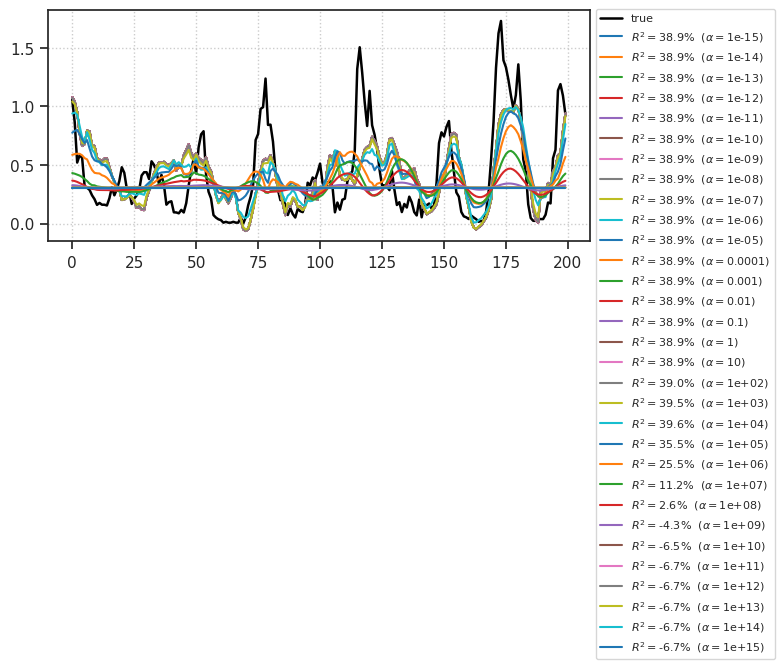 1.5
1.0
0.5
0.0
0 25 50 75 100 125 150 175 200
true
R² = 38.9% (α = 1e-15)
R² = 38.9% (α = 1e-14)
R² = 38.9% (α = 1e-13)
R² = 38.9% (α = 1e-12)
R² = 38.9% (α = 1e-11)
R² = 38.9% (α = 1e-10)
R² = 38.9% (α = 1e-09)
R² = 38.9% (α = 1e-08)
R² = 38.9% (α = 1e-07)
R² = 38.9% (α = 1e-06)
R² = 38.9% (α = 1e-05)
R² = 38.9% (α = 0.0001)
R² = 38.9% (α = 0.001)
R² = 38.9% (α = 0.01)
R² = 38.9% (α = 0.1)
R² = 38.9% (α = 1)
R² = 38.9% (α = 10)
R² = 39.0% (α = 1e+02)
R² = 39.5% (α = 1e+03)
R² = 39.6% (α = 1e+04)
R² = 35.5% (α = 1e+05)
R² = 25.5% (α = 1e+06)
R² = 11.2% (α = 1e+07)
R² = 2.6% (α = 1e+08)
R² = -4.3% (α = 1e+09)
R² = -6.5% (α = 1e+10)
R² = -6.7% (α = 1e+11)
R² = -6.7% (α = 1e+12)
R² = -6.7% (α = 1e+13)
R² = -6.7% (α = 1e+14)
R² = -6.7% (α = 1e+15)